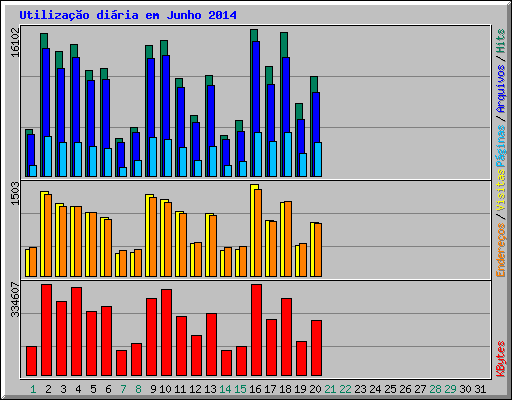 Utilização diária em Junho 2014
16102
1503
334607
Endereços / Visitas Páginas / Arquivos / Hits
KBytes
1 2 3 4 5 6 7 8 9 10 11 12 13 14 15 16 17 18 19 20 21 22 23 24 25 26 27 28 29 30 31